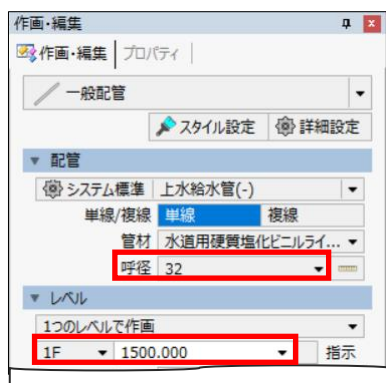 作画・編集
作画・編集 プロパティ
一般配管
スタイル設定 詳細設定
配管
システム標準 上水給水管(-)
単線/複線 単線 複線
管材 水道用硬質塩化ビニルライ...
呼径 32
レベル
1つのレベルで作画
1F 1500.000 指示